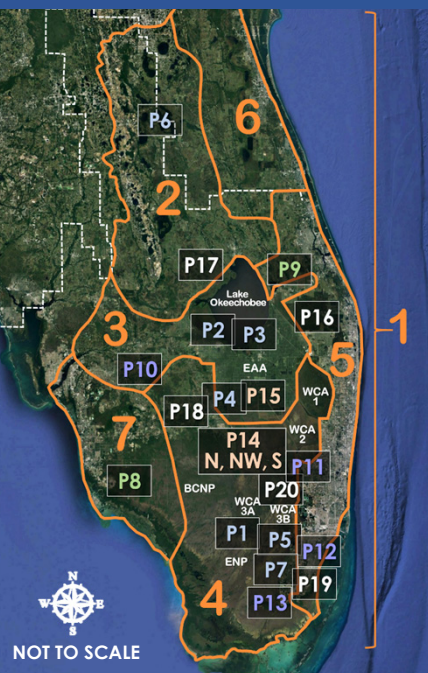 P6
6
2
P17
P9
Lake
Okeechobee
P16
1
3
P2
P3
5
P10
EAA
P4
P15
WCA
1
P18
7
P14
N, NW, S
WCA
2
P11
P8
BCNP
P20
WCA
3A
WCA
3B
P1
P5
P12
ENP
P7
P19
4
P13
N
W
E
S
NOT TO SCALE